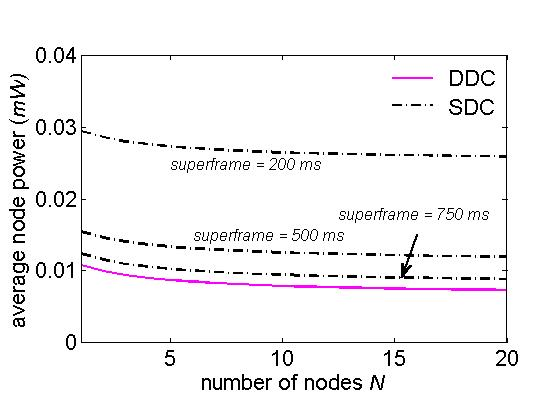 0.04
0.03
0.02
0.01
0
average node power (mW)
DDC
SDC
superframe = 200 ms
superframe = 750 ms
superframe = 500 ms
5
10
15
20
number of nodes N